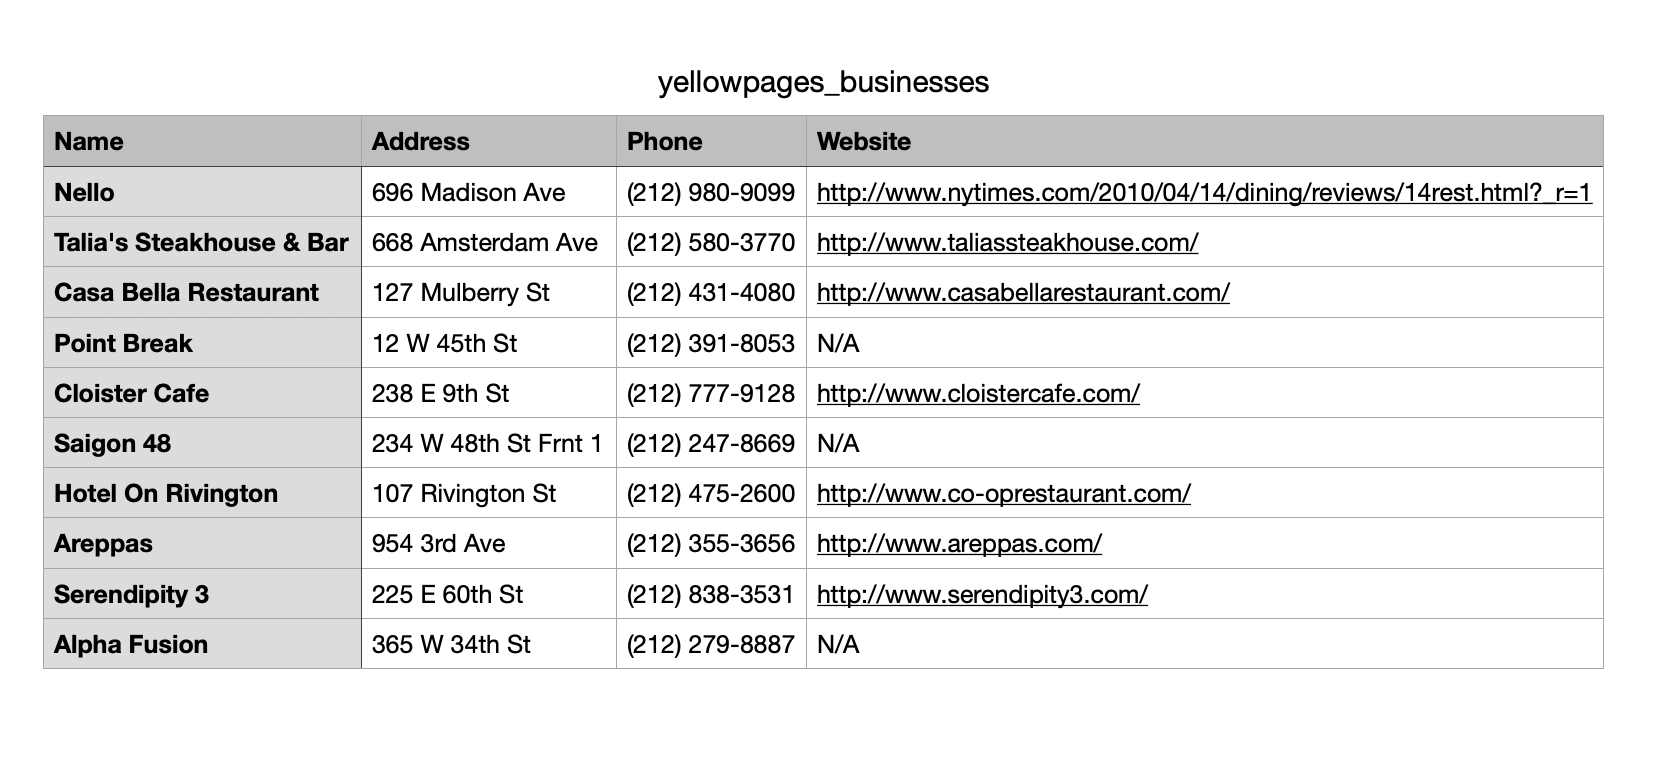 yellowpages_businesses
Name Address Phone Website
Nello 696 Madison Ave (212) 980-9099 http://www.nytimes.com/2010/04/14/dining/reviews/14rest.html?_r=1
Talia's Steakhouse & Bar 668 Amsterdam Ave (212) 580-3770 http://www.taliassteakhouse.com/
Casa Bella Restaurant 127 Mulberry St (212) 431-4080 http://www.casabellarestaurant.com/
Point Break 12 W 45th St (212) 391-8053 N/A
Cloister Cafe 238 E 9th St (212) 777-9128 http://www.cloistercafe.com/
Saigon 48 234 W 48th St Frnt 1 (212) 247-8669 N/A
Hotel On Rivington 107 Rivington St (212) 475-2600 http://www.co-oprestaurant.com/
Areppas 954 3rd Ave (212) 355-3656 http://www.areppas.com/
Serendipity 3 225 E 60th St (212) 838-3531 http://www.serendipity3.com/
Alpha Fusion 365 W 34th St (212) 279-8887 N/A